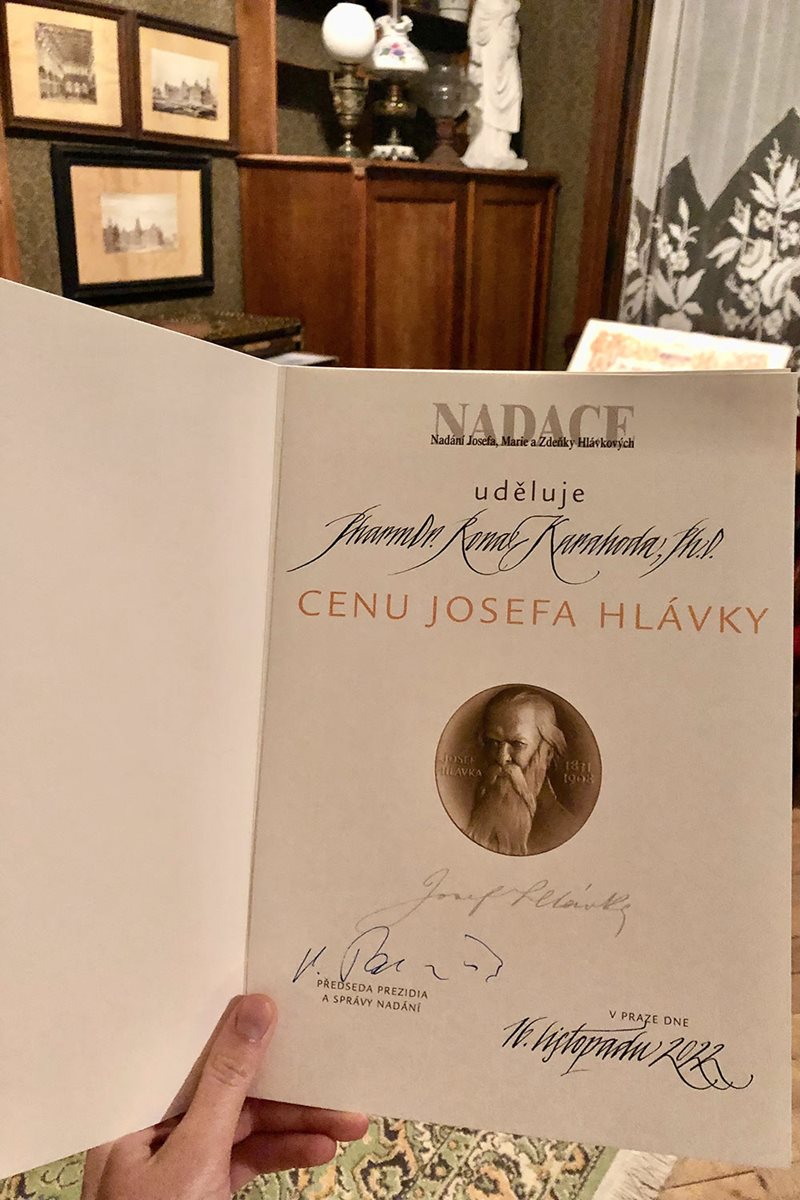 NADACE
Nadání Josefa, Marie a Zdeňky Hlávkových
uděluje
PharmDr. Rona Karahoda, Ph.D.
CENU JOSEFA HLÁVKY
JOSEF
HLÁVKA
1831
1908
Josef Hlávka
PŘEDSEDA PREZIDIA
A SPRÁVY NADÁNÍ
V PRAZE DNE
16. listopadu 2022